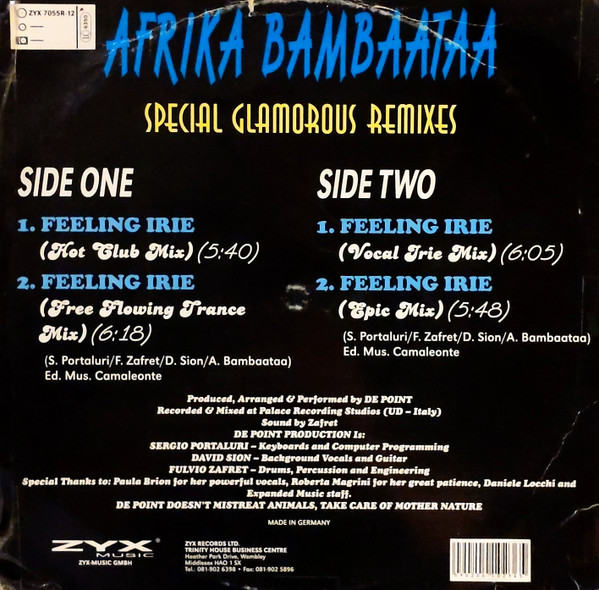 ZYX 7055R-12
AFRIKA BAMBAATAA
SPECIAL GLAMOROUS REMIXES
SIDE ONE
1. FEELING IRIE
(Hot Club Mix) (5:40)
2. FEELING IRIE
(Free Flowing Trance
Mix) (6:18)
(S. Portaluri/F. Zafret/D. Sion/A. Bambaataa)
Ed. Mus. Camaleonte
SIDE TWO
1. FEELING IRIE
(Vocal Irie Mix) (6:05)
2. FEELING IRIE
(Epic Mix) (5:48)
(S. Portaluri/F. Zafret/D. Sion/A. Bambaataa)
Ed. Mus. Camaleonte
Produced, Arranged & Performed by DE POINT
Recorded & Mixed at Palace Recording Studios (UD – Italy)
Sound by Zafret
DE POINT PRODUCTION Is:
SERGIO PORTALURI – Keyboards and Computer Programming
DAVID SION – Background Vocals and Guitar
FULVIO ZAFRET – Drums, Percussion and Engineering
Special Thanks to: Paula Brion for her powerful vocals, Roberta Magrini for her great patience, Daniele Locchi and
Expanded Music staff.
DE POINT DOESN'T MISTREAT ANIMALS, TAKE CARE OF MOTHER NATURE
MADE IN GERMANY
ZYX
MUSIC
ZYX-MUSIC GMBH
ZYX RECORDS LTD.
TRINITY HOUSE BUSINESS CENTRE
Heather Park Drive, Wembley
Middlesex HAO 1 SX
Tel.: 081-902 6398 • Fax: 081-902 5896